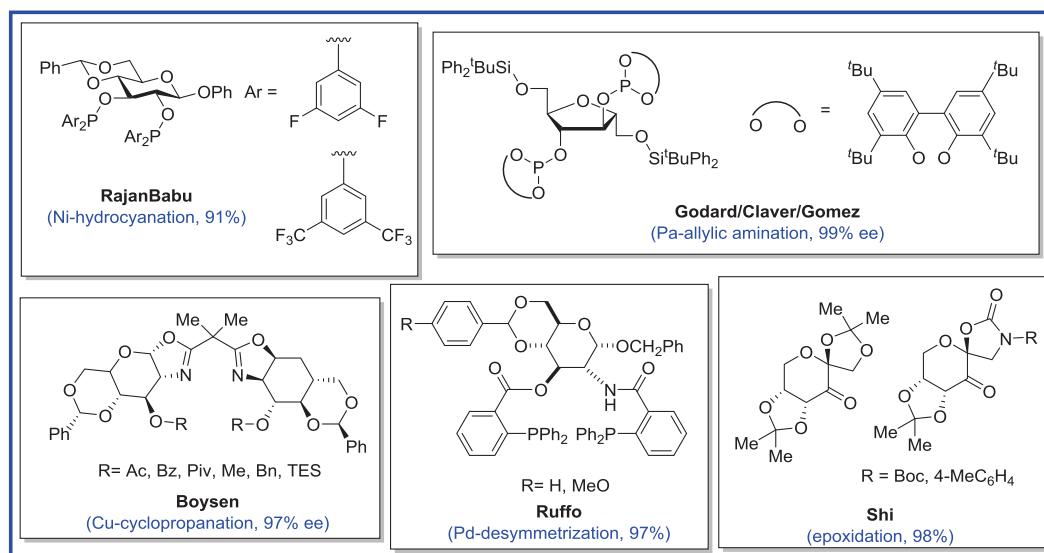 Ph
O
O
O
OPh
O
Ar₂P
O
Ar₂P
Ar =
F
F
F₃C
CF₃
RajanBabu
(Ni-hydrocyanation, 91%)
Ph₂ᵗBuSi
O
O
P
O
O
O
O
P
O
O
O
SiᵗBuPh₂
O
O
=
ᵗBu
ᵗBu
ᵗBu
ᵗBu
O
O
Godard/Claver/Gomez
(Pa-allylic amination, 99% ee)
Me
Me
O
O
O
N
N
O
O
O
R
O
R
O
O
Ph
Ph
R= Ac, Bz, Piv, Me, Bn, TES
Boysen
(Cu-cyclopropanation, 97% ee)
R
O
O
O
OCH₂Ph
O
O
N
H
O
PPh₂
Ph₂P
R= H, MeO
Ruffo
(Pd-desymmetrization, 97%)
Me
Me
O
O
O
O
O
O
Me
Me
O
O
N
R
O
O
O
O
Me
Me
R = Boc, 4-MeC₆H₄
Shi
(epoxidation, 98%)